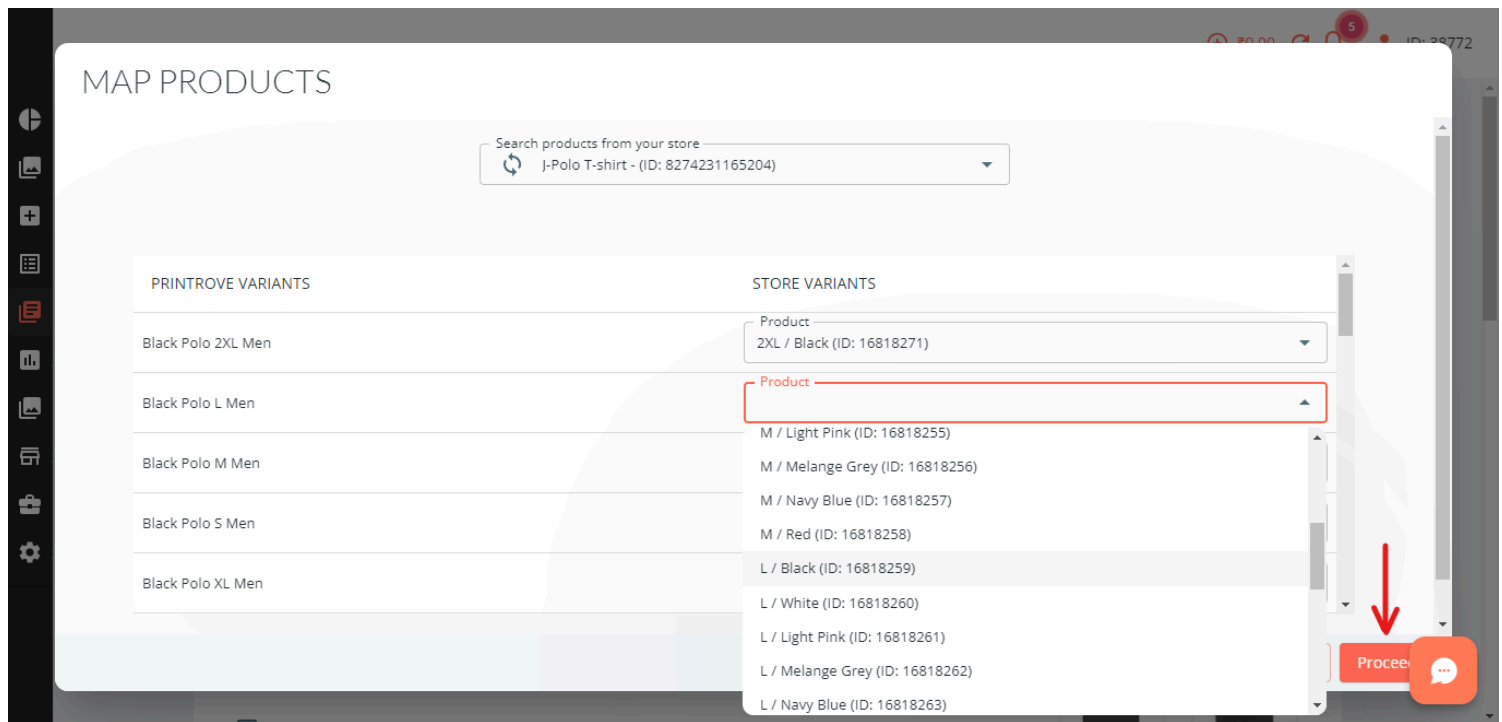 5
₹0.00
ID: 38772
MAP PRODUCTS
Search products from your store
J-Polo T-shirt - (ID: 8274231165204)
PRINTROVE VARIANTS
STORE VARIANTS
Black Polo 2XL Men
Product
2XL / Black (ID: 16818271)
Black Polo L Men
Product
Black Polo M Men
Black Polo S Men
Black Polo XL Men
M / Light Pink (ID: 16818255)
M / Melange Grey (ID: 16818256)
M / Navy Blue (ID: 16818257)
M / Red (ID: 16818258)
L / Black (ID: 16818259)
L / White (ID: 16818260)
L / Light Pink (ID: 16818261)
L / Melange Grey (ID: 16818262)
L / Navy Blue (ID: 16818263)
Procee